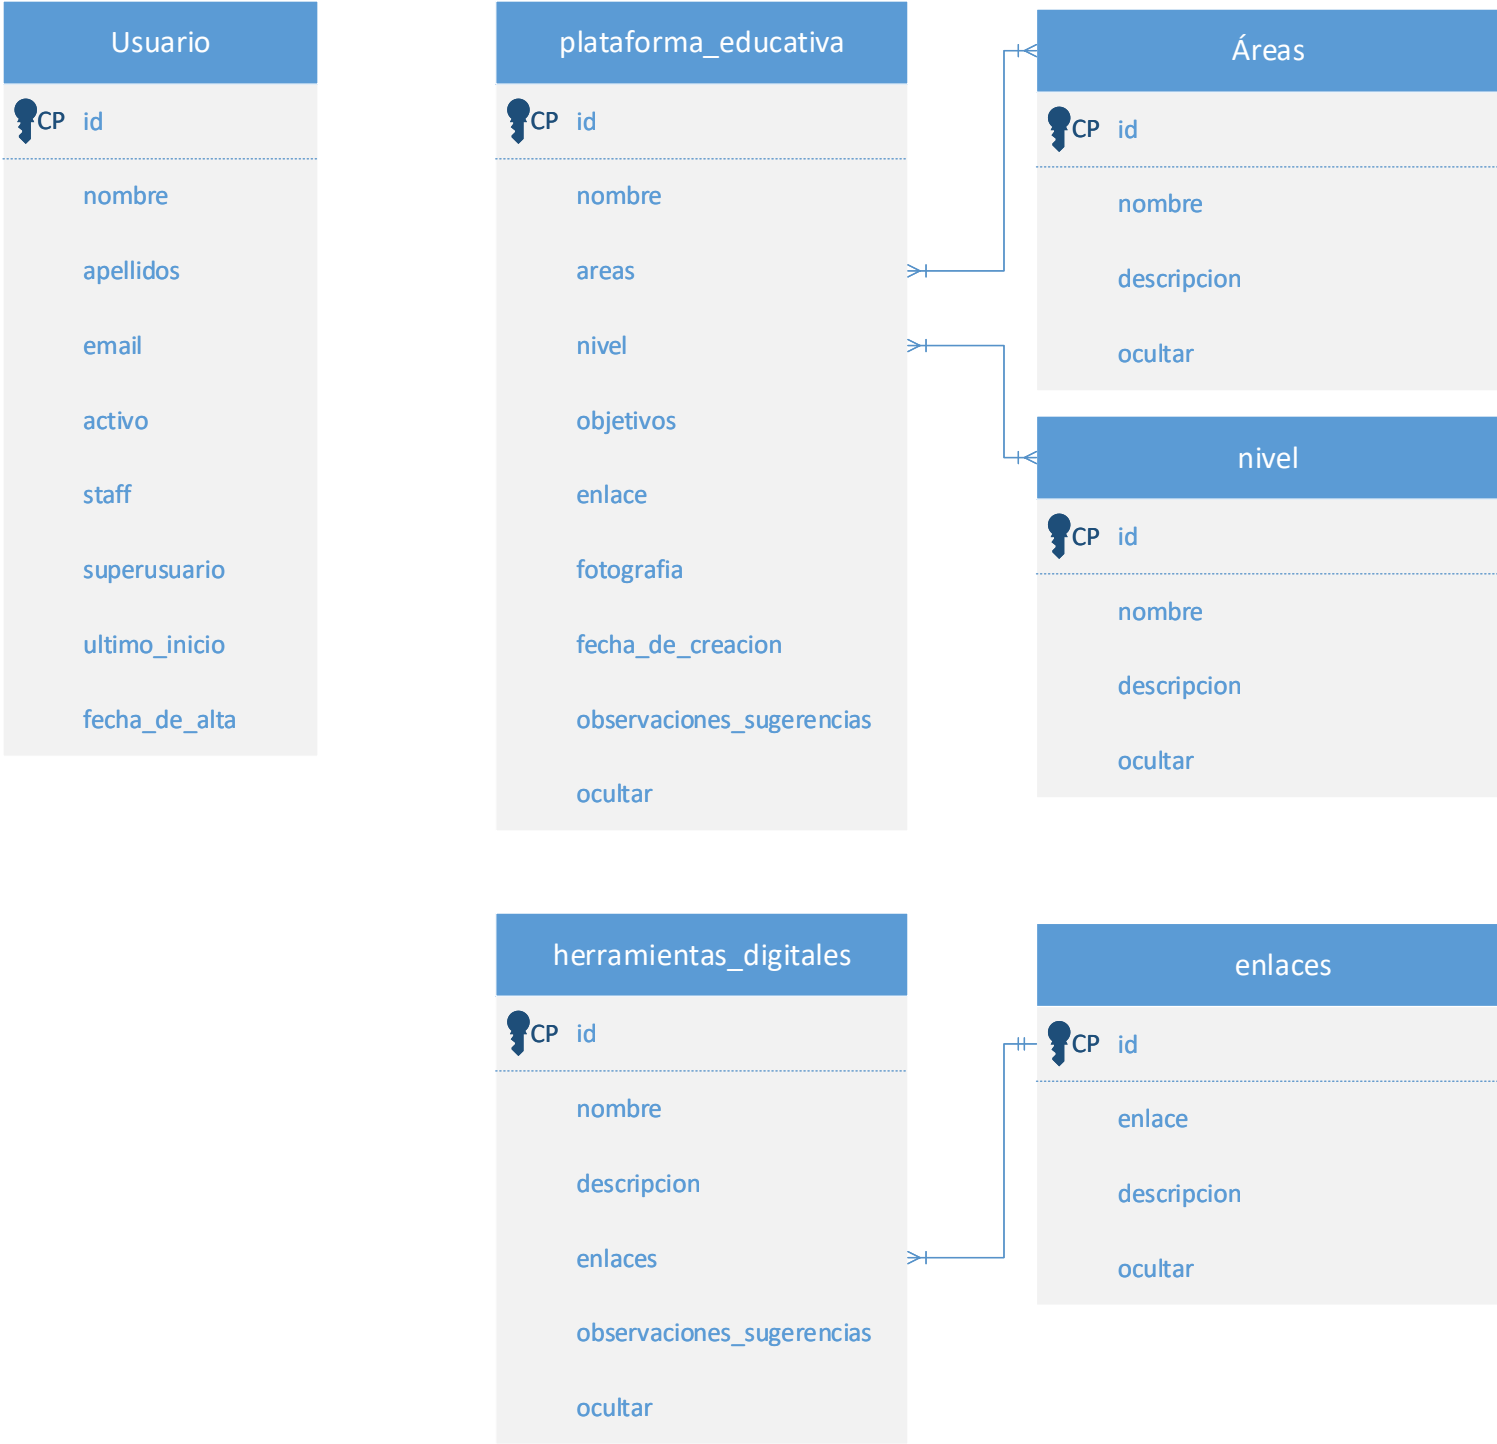 Usuario
CP id
nombre
apellidos
email
activo
staff
superusuario
ultimo_inicio
fecha_de_alta
plataforma_educativa
CP id
nombre
areas
nivel
objetivos
enlace
fotografia
fecha_de_creacion
observaciones_sugerencias
ocultar
Áreas
CP id
nombre
descripcion
ocultar
nivel
CP id
nombre
descripcion
ocultar
herramientas_digitales
CP id
nombre
descripcion
enlaces
observaciones_sugerencias
ocultar
enlaces
CP id
enlace
descripcion
ocultar